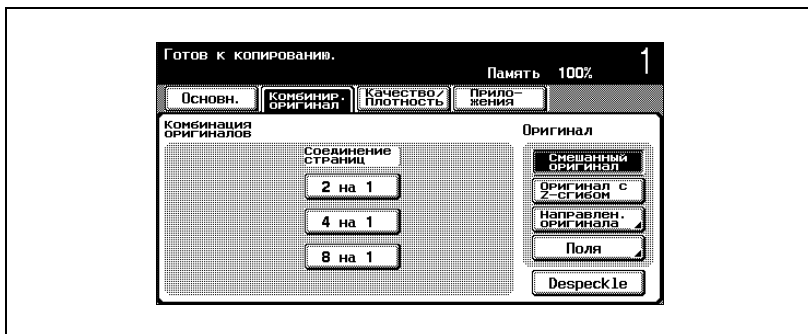 Готов к копированию.
1
Память 100%
Основн.
Комбинир.
оригинал
Качество/
Плотность
Прило-
жения
Комбинация
оригиналов
Соединение
страниц
2 на 1
4 на 1
8 на 1
Оригинал
Смешанный
оригинал
Оригинал с
Z-сгибом
Направлен.
оригинала
Поля
Despeckle